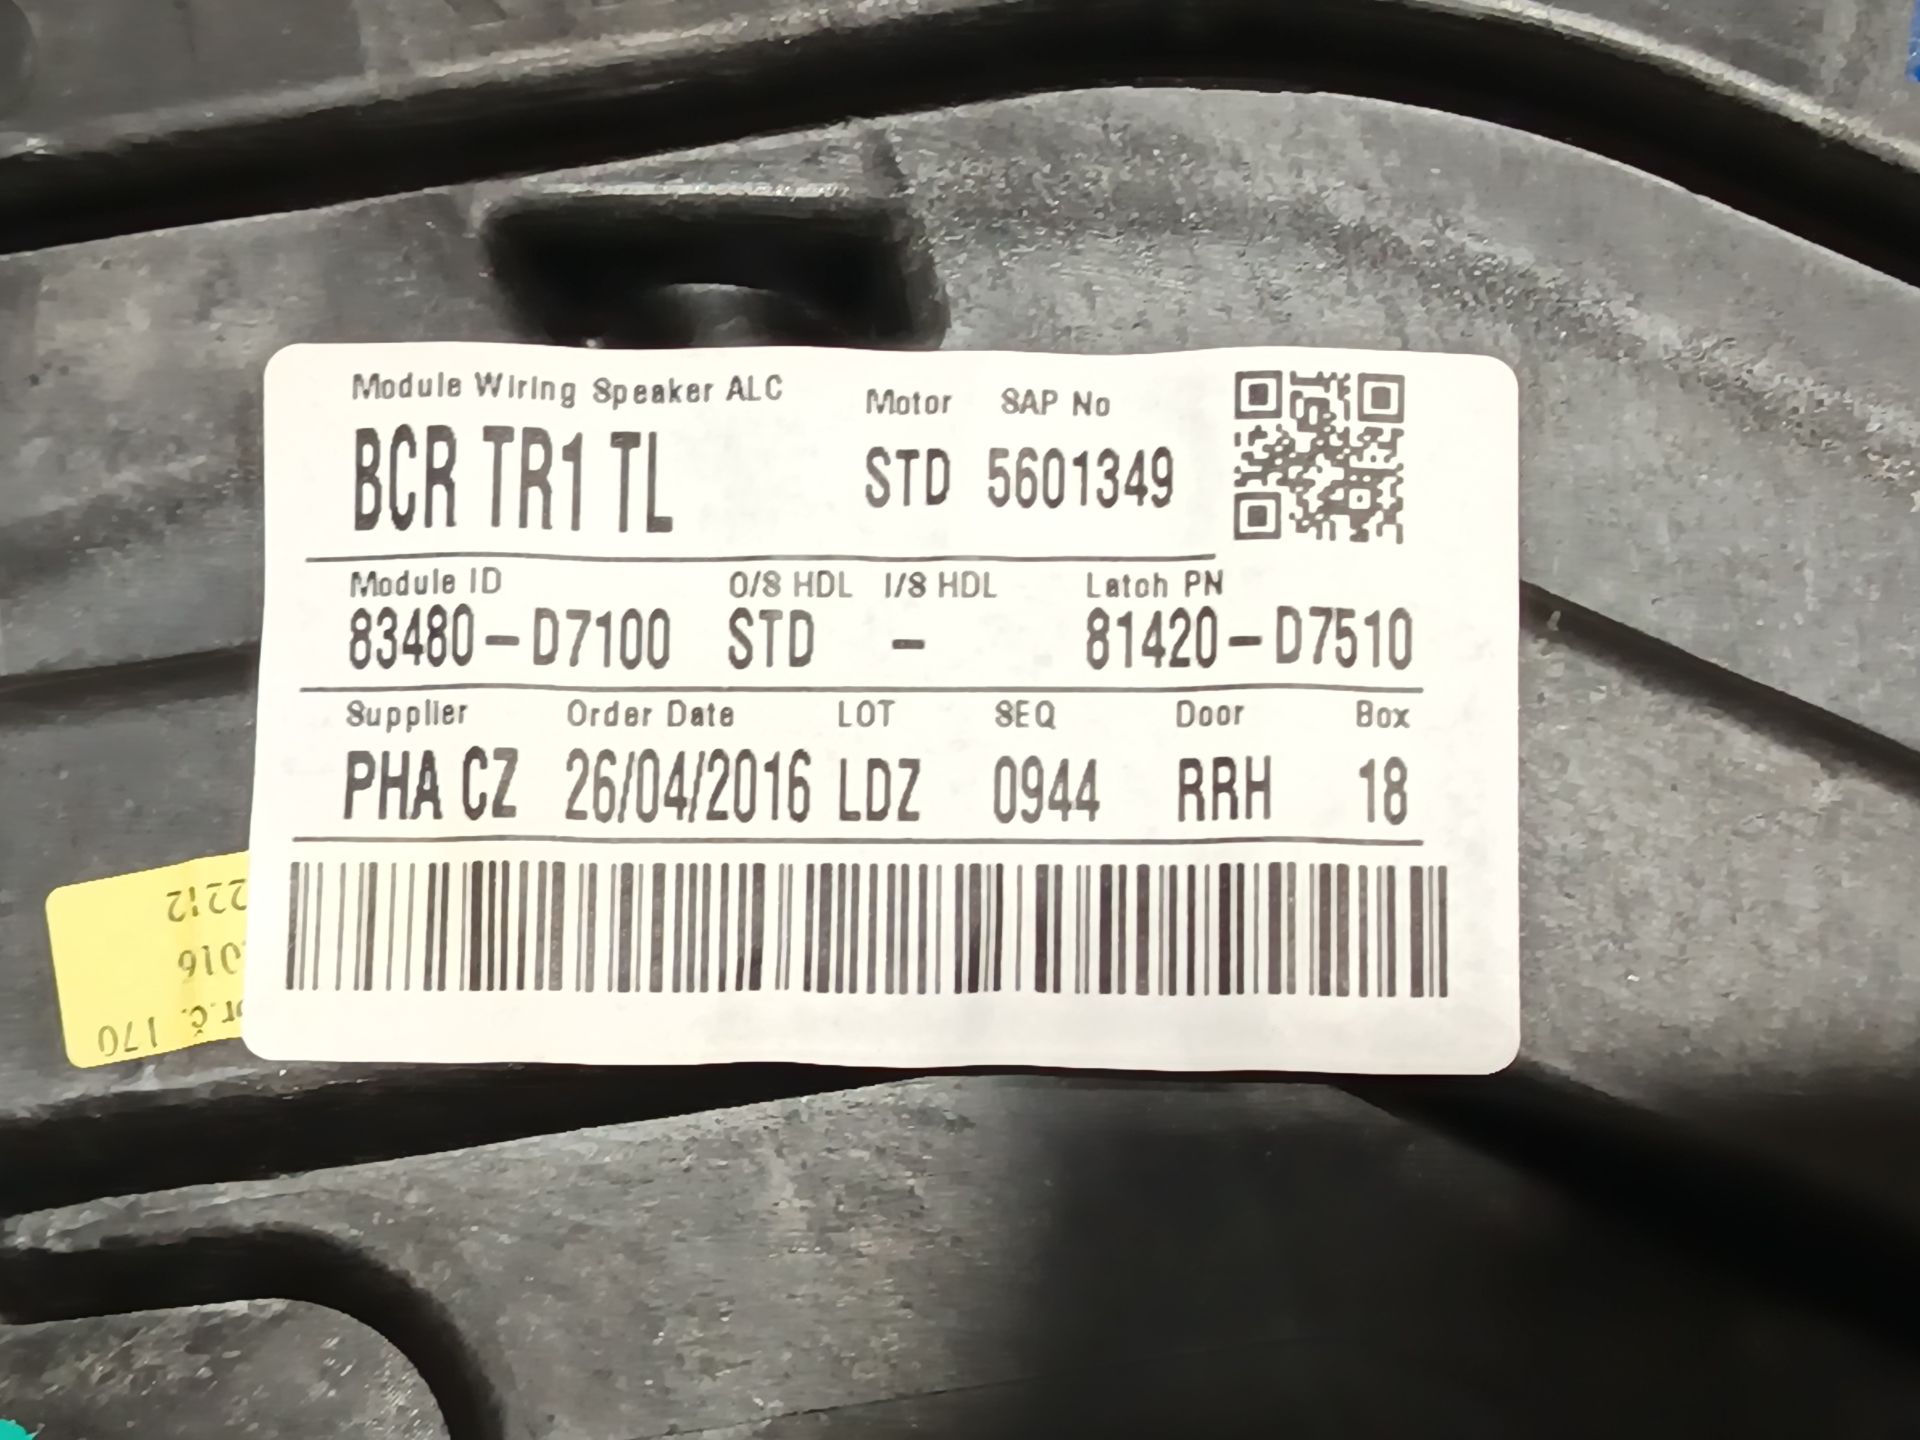 Module Wiring Speaker ALC Motor SAP No
BCR TR1 TL STD 5601349
Module ID O/S HDL I/S HDL Latch PN
83480-D7100 STD - 81420-D7510
Supplier Order Date LOT SEQ Door Box
PHA CZ 26/04/2016 LDZ 0944 RRH 18
r.č. 170
016